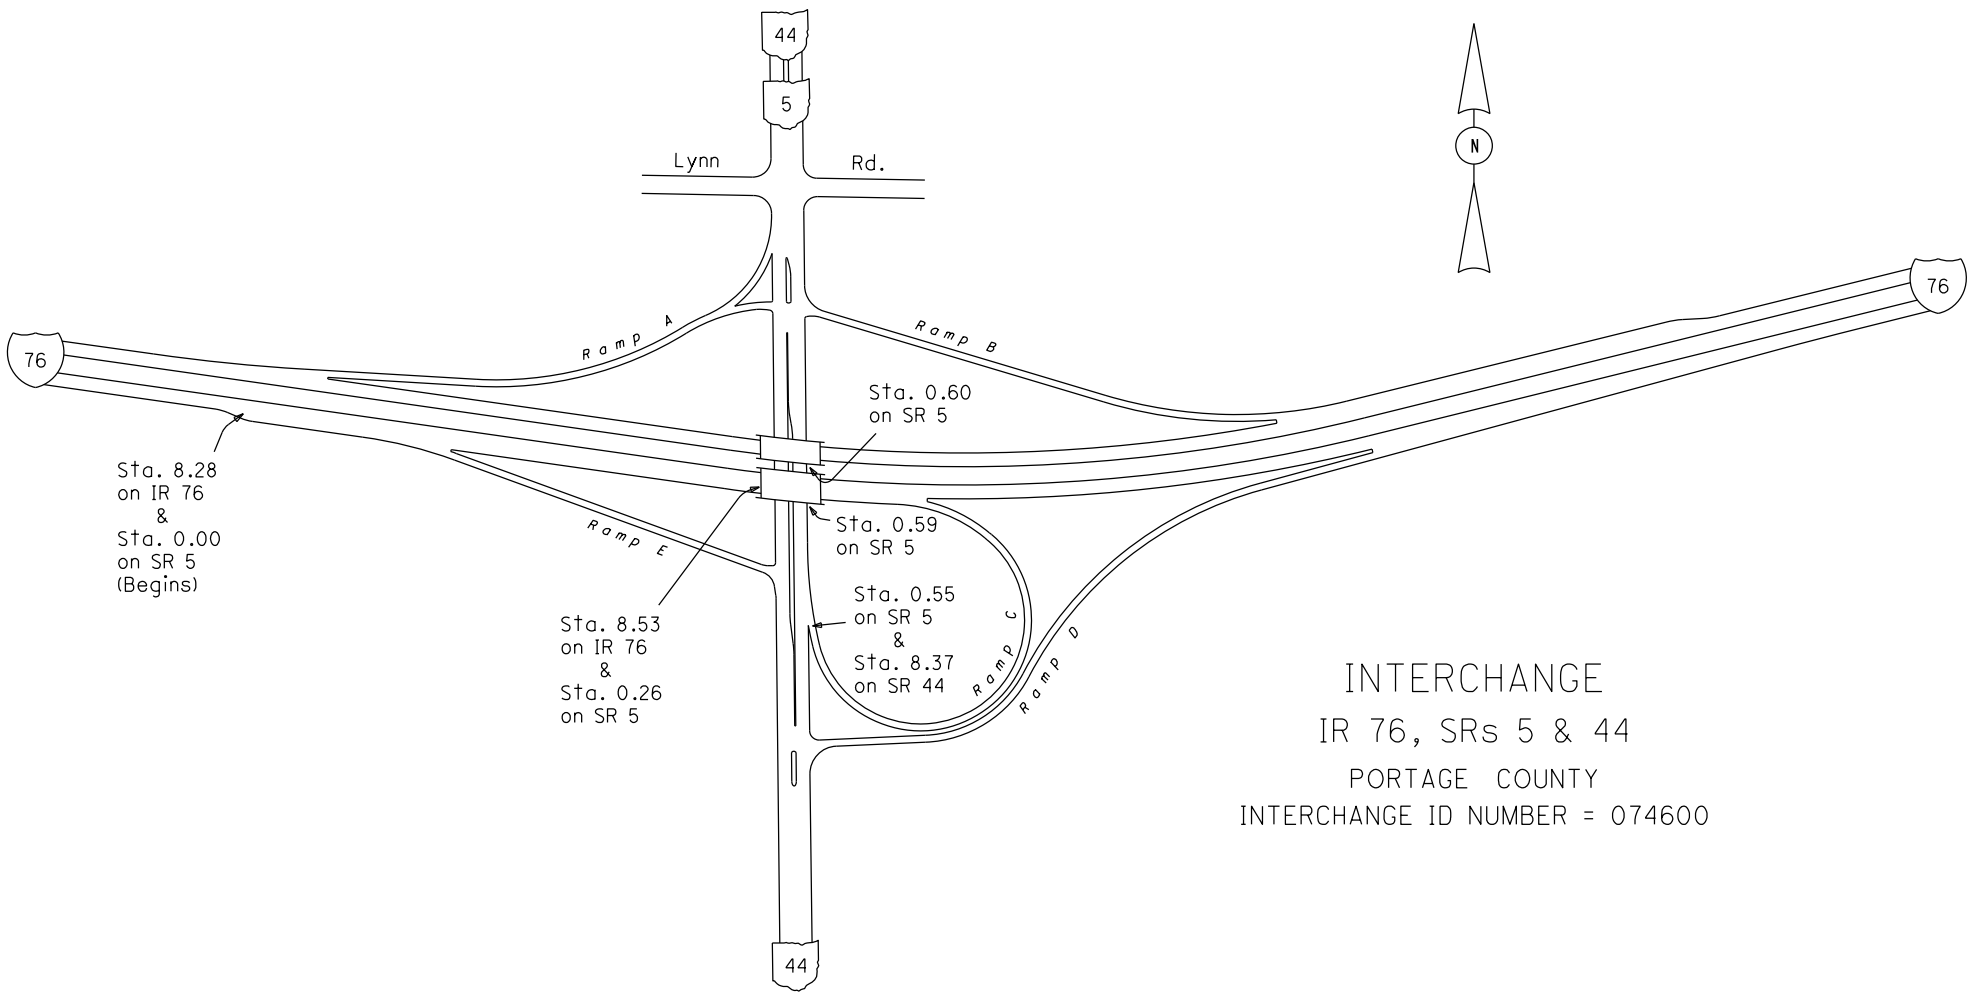 44
5
N
Lynn Rd.
76
76
Ramp A
Ramp B
Sta. 0.60
on SR 5
Sta. 8.28
on IR 76
&
Sta. 0.00
on SR 5
(Begins)
Ramp E
Sta. 0.59
on SR 5
Sta. 0.55
on SR 5
&
Sta. 8.37
on SR 44
Ramp C
Ramp D
Sta. 8.53
on IR 76
&
Sta. 0.26
on SR 5
INTERCHANGE
IR 76, SRs 5 & 44
PORTAGE COUNTY
INTERCHANGE ID NUMBER = 074600
44